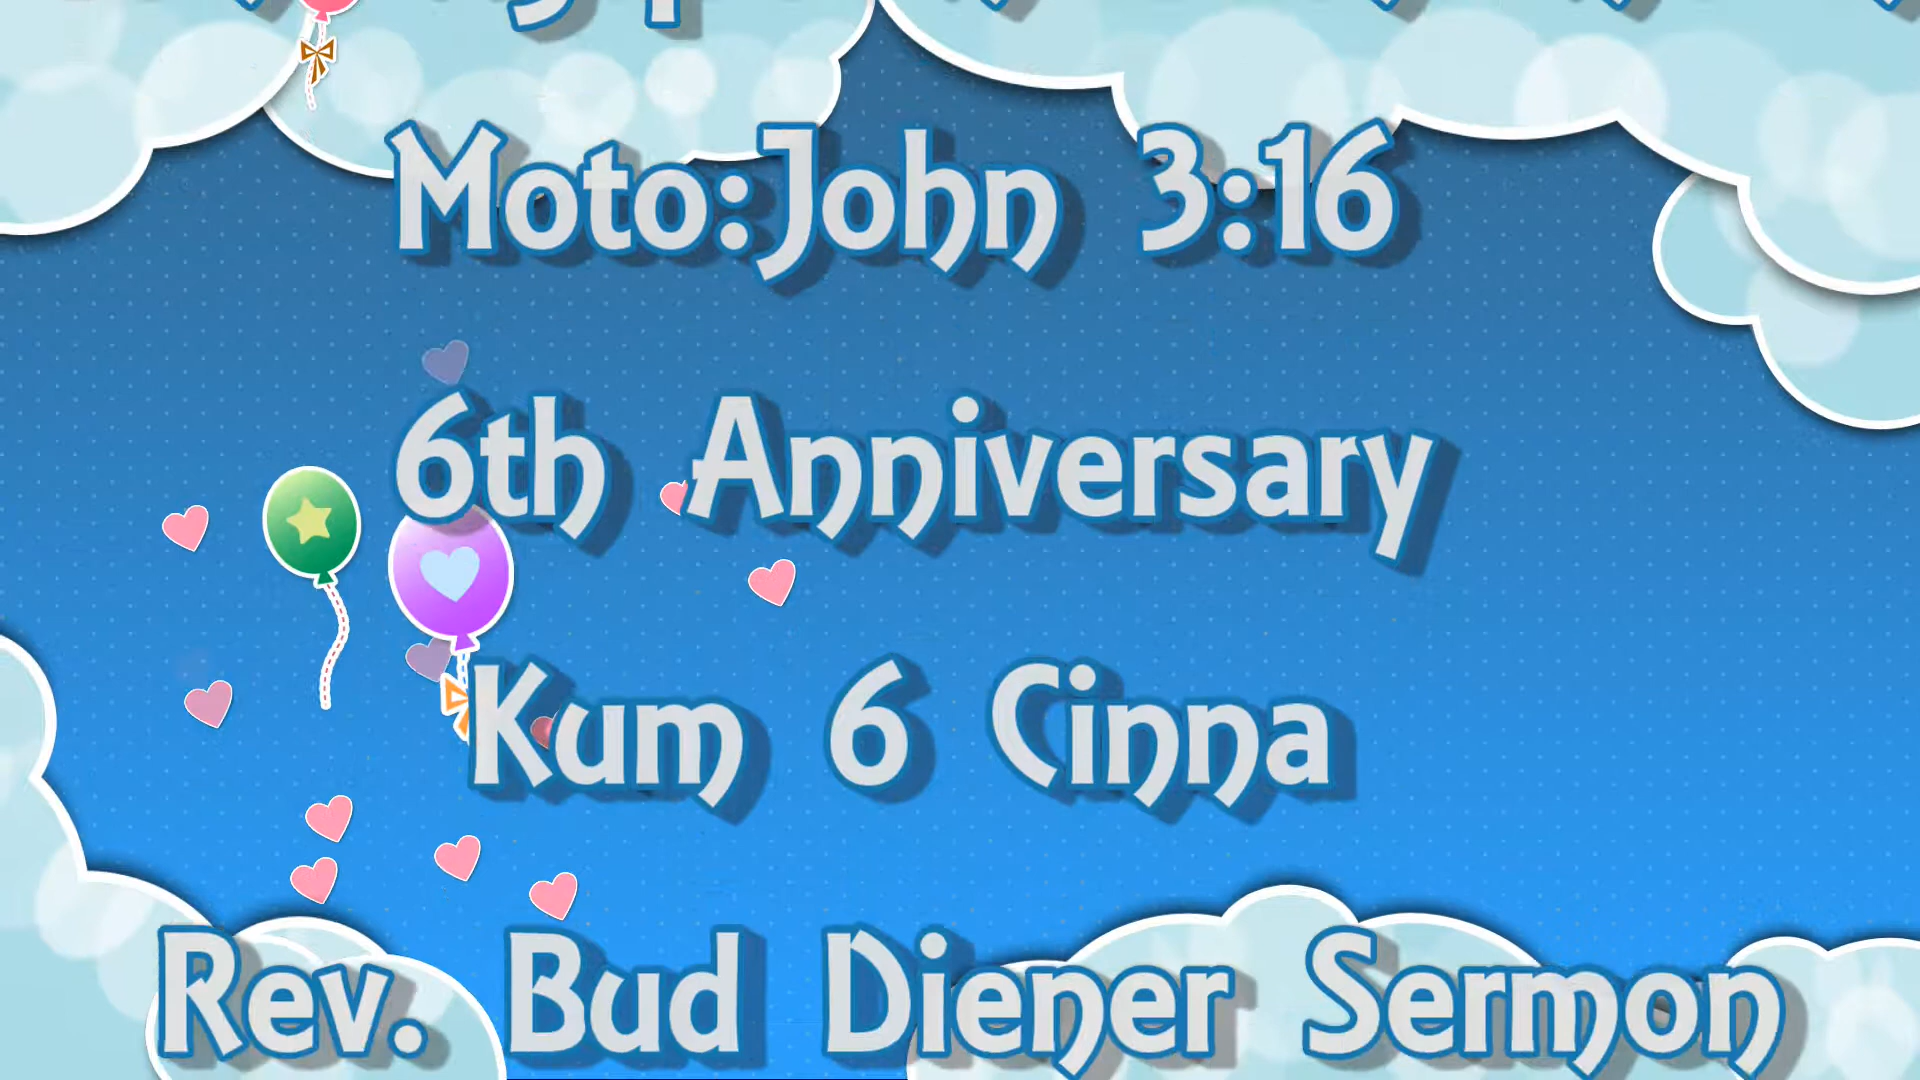 Moto:John 3:16
6th Anniversary
Kum 6 Cinna
Rev. Bud Diener Sermon